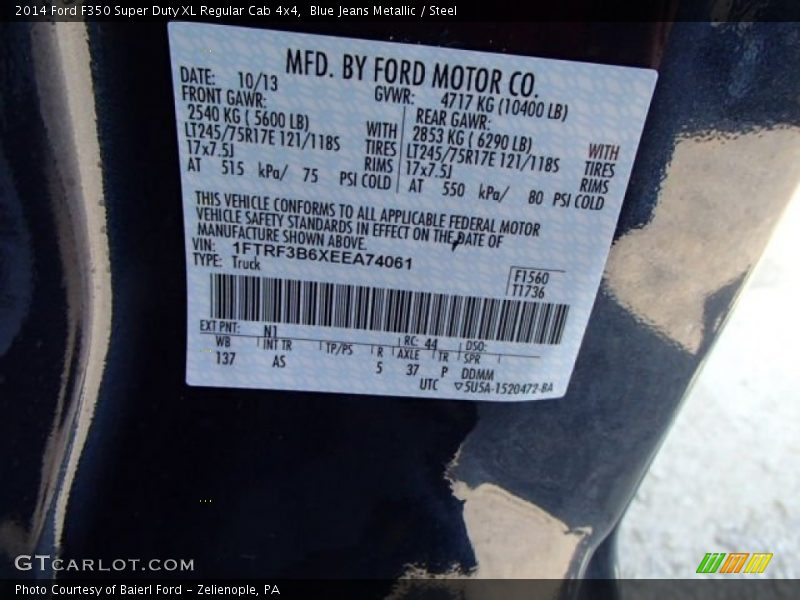 2014 Ford F350 Super Duty XL Regular Cab 4x4, Blue Jeans Metallic / Steel
MFD. BY FORD MOTOR CO.
DATE: 10/13 GVWR: 4717 KG (10400 LB)
FRONT GAWR: REAR GAWR:
2540 KG ( 5600 LB) WITH 2853 KG ( 6290 LB) WITH
LT245/75R17E 121/118S TIRES LT245/75R17E 121/118S TIRES
17x7.5J RIMS 17x7.5J RIMS
AT 515 kPa/ 75 PSI COLD AT 550 kPa/ 80 PSI COLD
THIS VEHICLE CONFORMS TO ALL APPLICABLE FEDERAL MOTOR
VEHICLE SAFETY STANDARDS IN EFFECT ON THE DATE OF
MANUFACTURE SHOWN ABOVE.
VIN: 1FTRF3B6XEEA74061
TYPE: Truck
F1560
T1736
EXT PNT: N1 RC: 44 DSO:
WB INT TR TP/PS R AXLE TR SPR
137 AS 5 37 P DDMM
UTC ▽5U5A-1520472-BA
GTCARLOT.COM
Photo Courtesy of Baierl Ford - Zelienople, PA